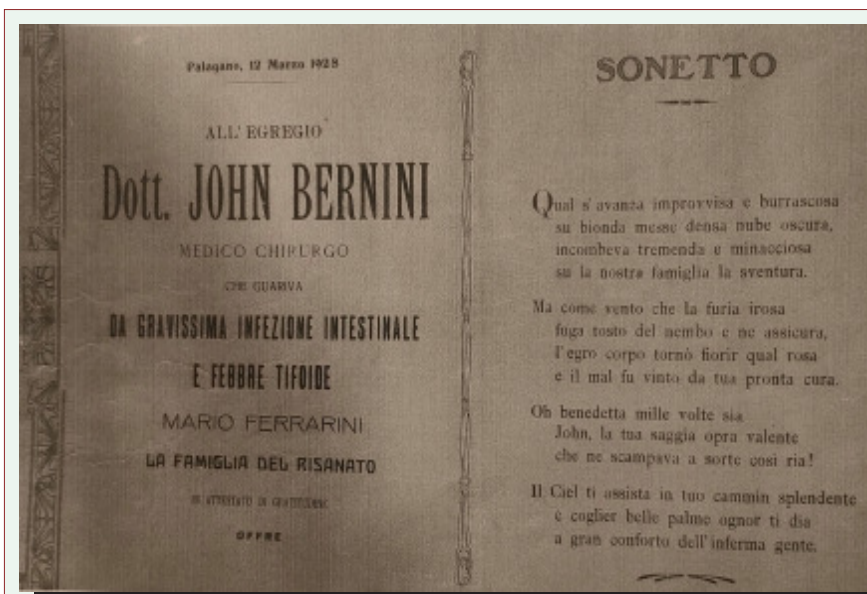 Palagano, 12 Marzo 1928
ALL' EGREGIO
Dott. JOHN BERNINI
MEDICO CHIRURGO
CHE GUARIVA
DA GRAVISSIMA INFEZIONE INTESTINALE
E FEBBRE TIFOIDE
MARIO FERRARINI
LA FAMIGLIA DEL RISANATO
IN ATTESTATO DI GRATITUDINE
OFFRE
SONETTO
Qual s'avanza improvvisa e burrascosa
su bionda messe densa nube oscura,
incombeva tremenda e minacciosa
su la nostra famiglia la sventura.
Ma come vento che la furia irosa
fuga tosto del nembo e ne assicura,
l'egro corpo tornò fiorir qual rosa
e il mal fu vinto da tua pronta cura.
Oh benedetta mille volte sia
John, la tua saggia opra valente
che ne scampava a sorte così ria!
Il Ciel ti assista in tuo cammin splendente
e coglier belle palme ognor ti dia
a gran conforto dell'inferma gente.